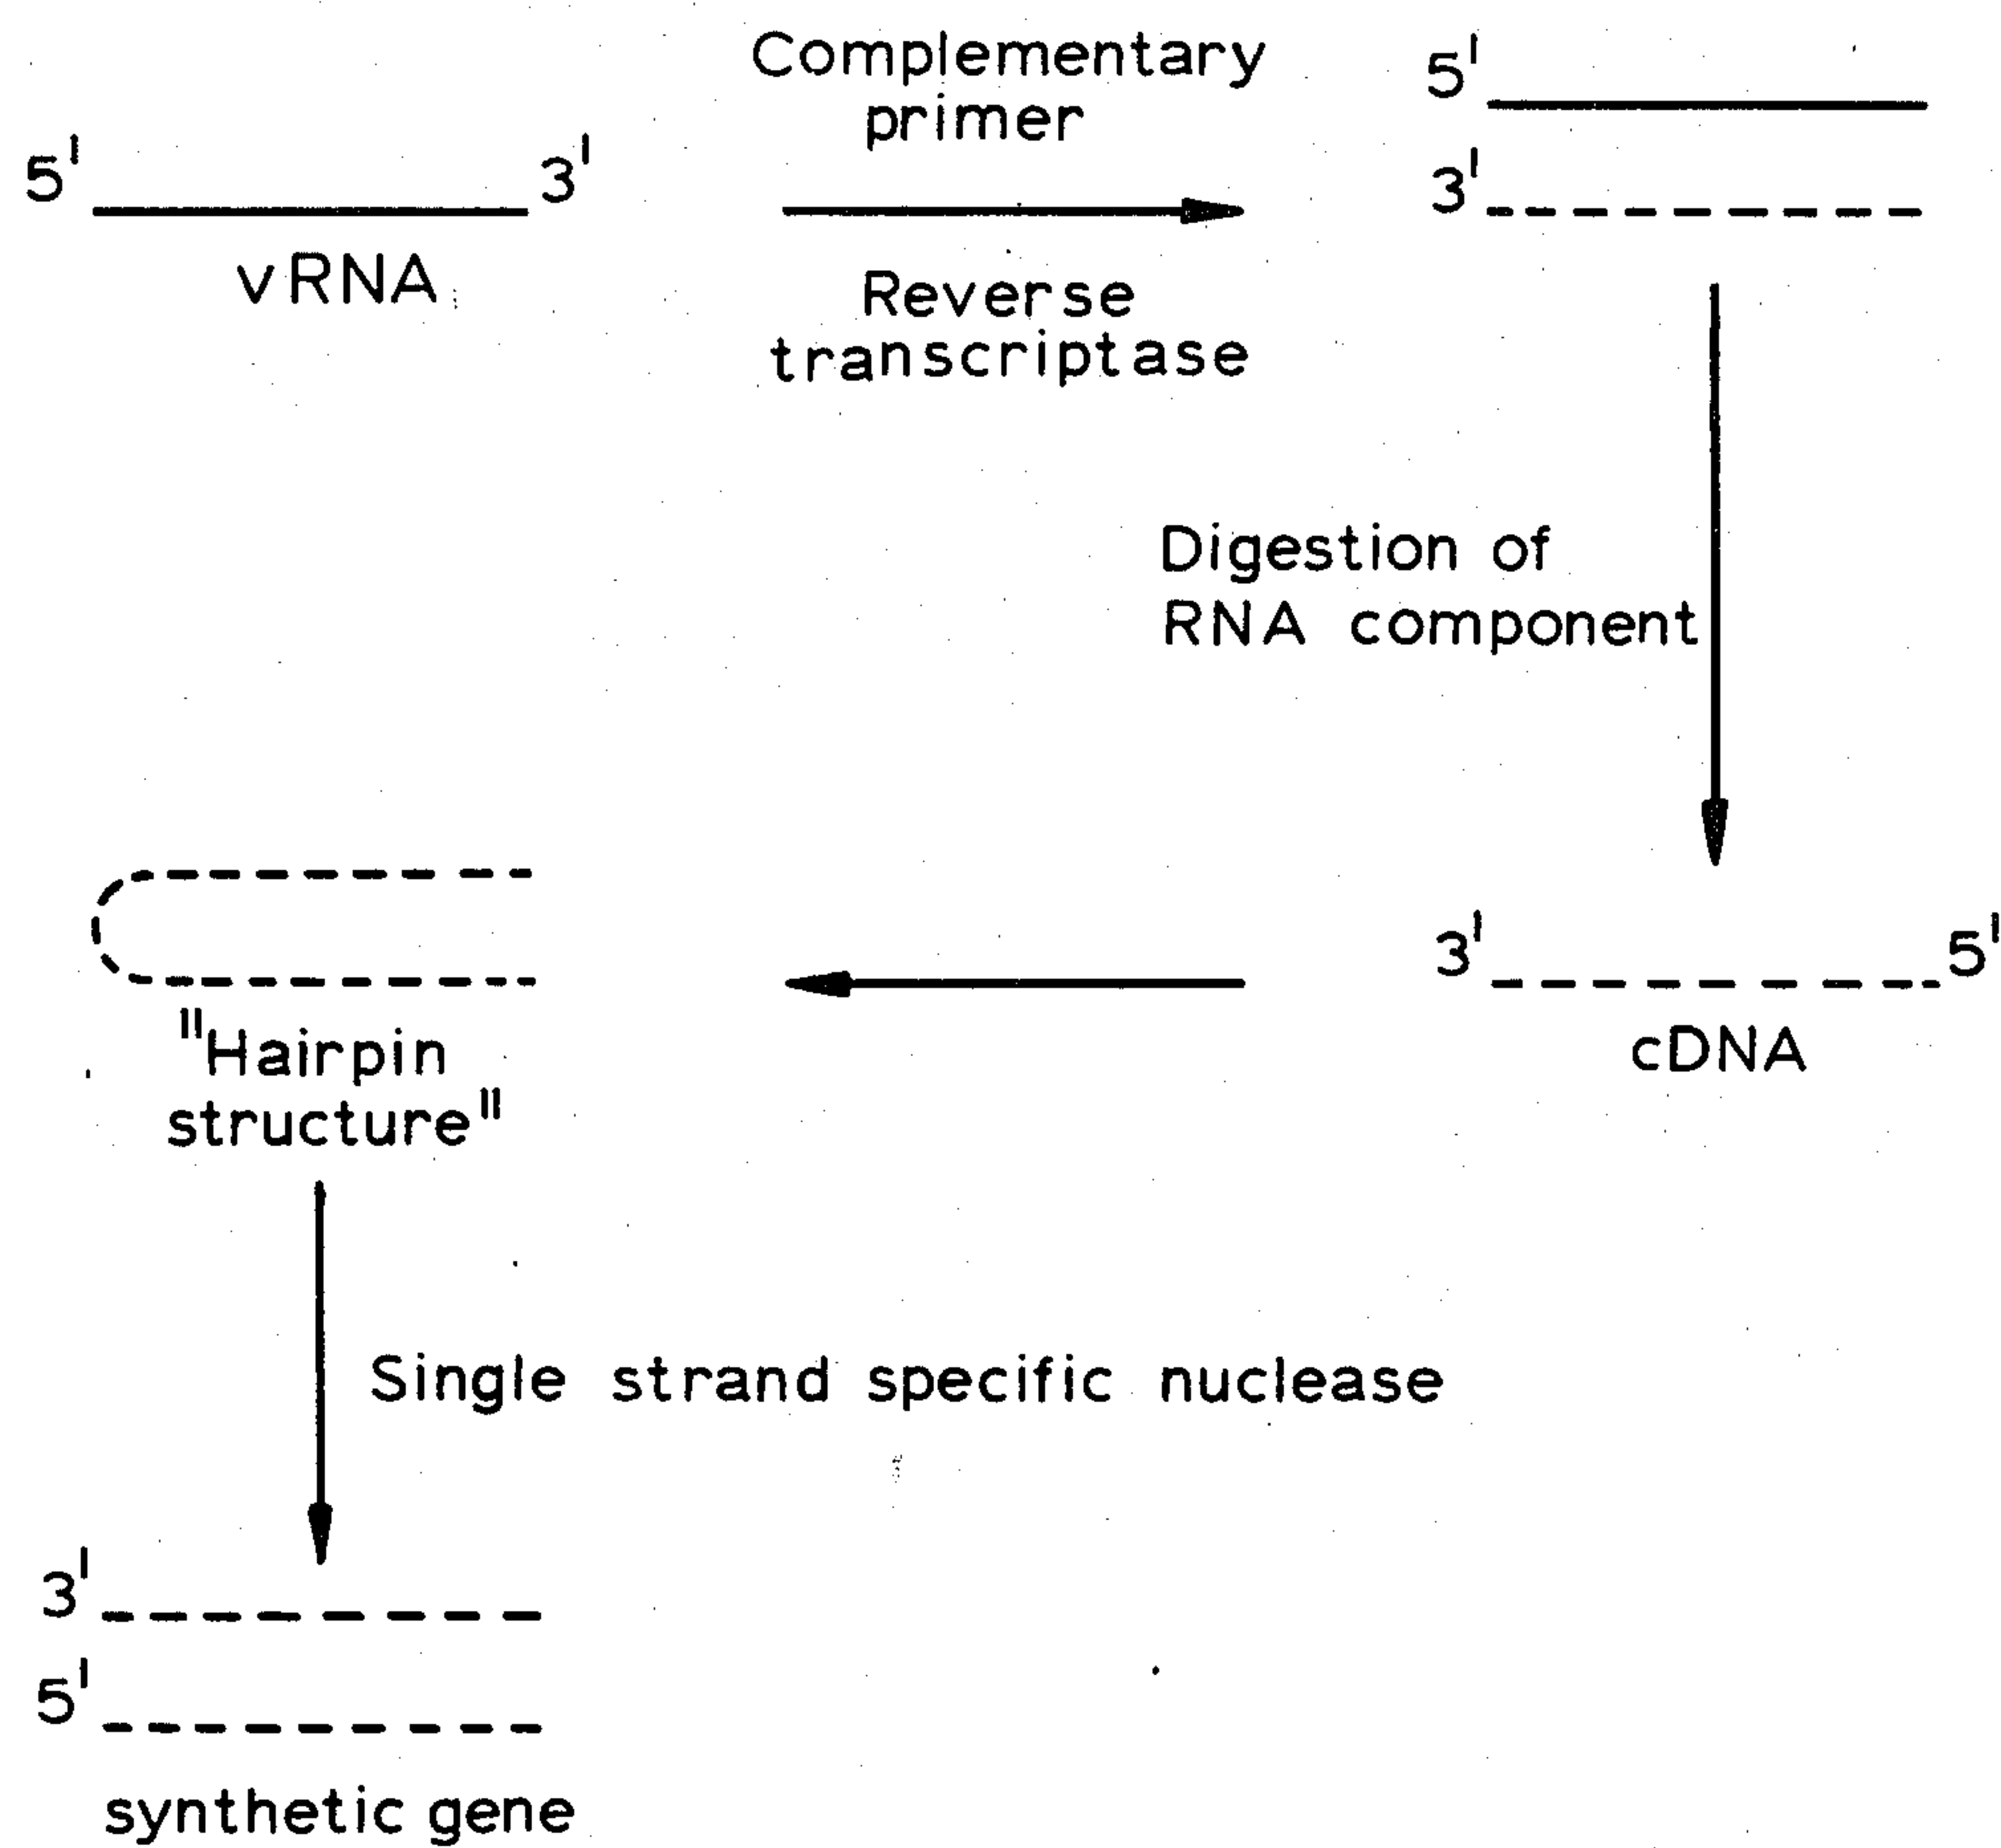 Complementary
primer
5' 3'
vRNA
Reverse
transcriptase
5'
3'
Digestion of
RNA component
3' 5'
cDNA
"Hairpin
structure"
Single strand specific nuclease
3'
5'
synthetic gene